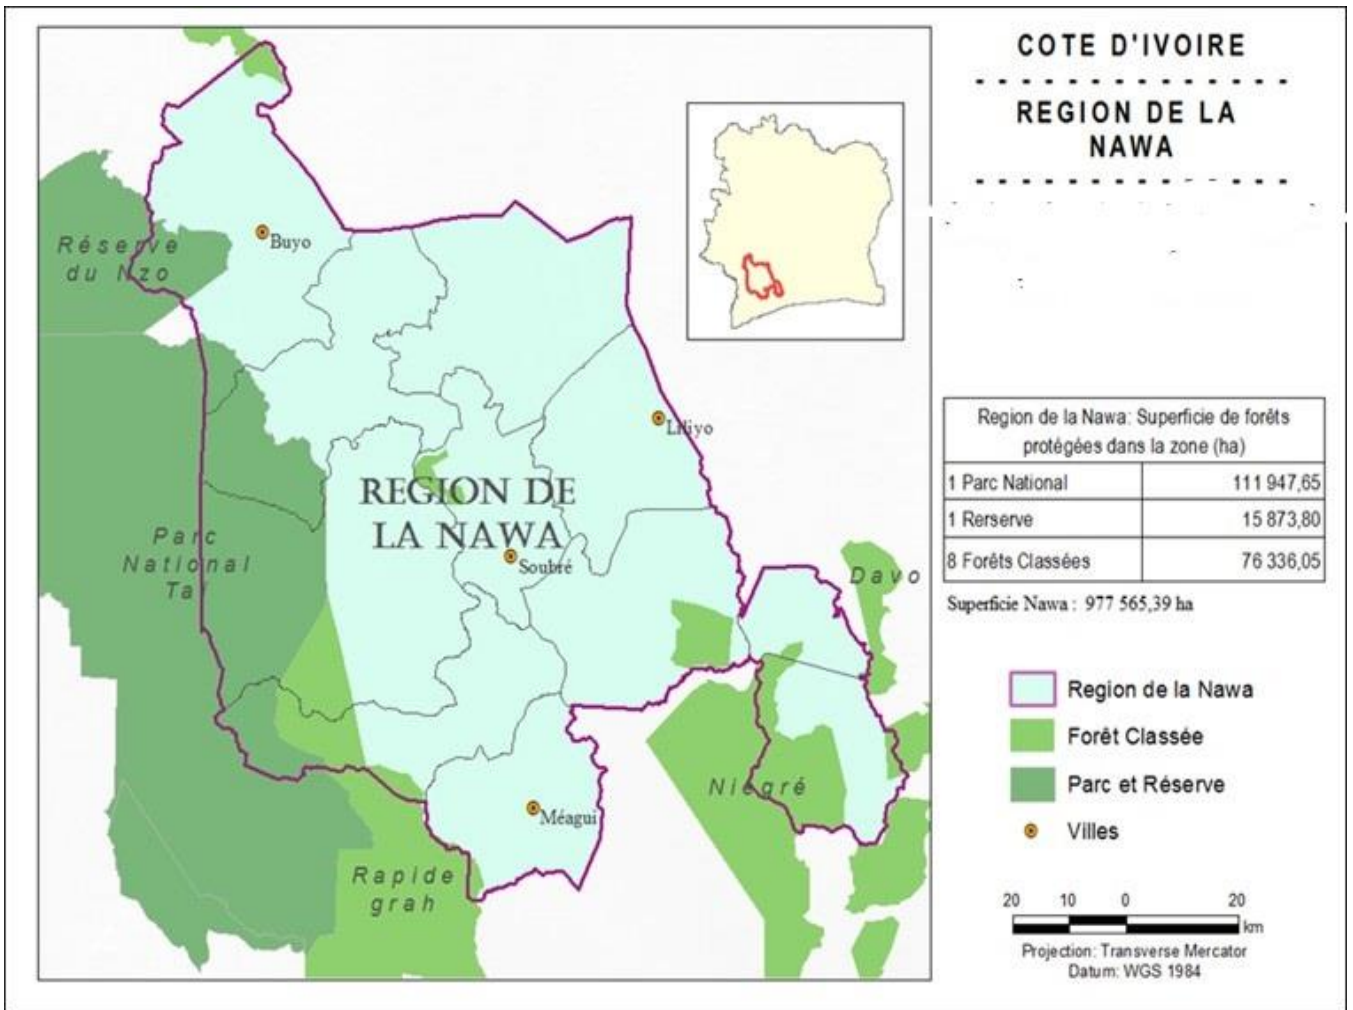 COTE D'IVOIRE
REGION DE LA
NAWA
Buyo
Réserve
du Nzo
Liliyo
REGION DE
LA NAWA
Soubré
Parc
National
Taï
Davo
Niégré
Méagui
Rapide
grah
Region de la Nawa: Superficie de forêts
protégées dans la zone (ha)
1 Parc National 111 947,65
1 Rerserve 15 873,80
8 Forêts Classées 76 336,05
Superficie Nawa : 977 565,39 ha
Region de la Nawa
Forêt Classée
Parc et Réserve
Villes
20 10 0 20
km
Projection: Transverse Mercator
Datum: WGS 1984